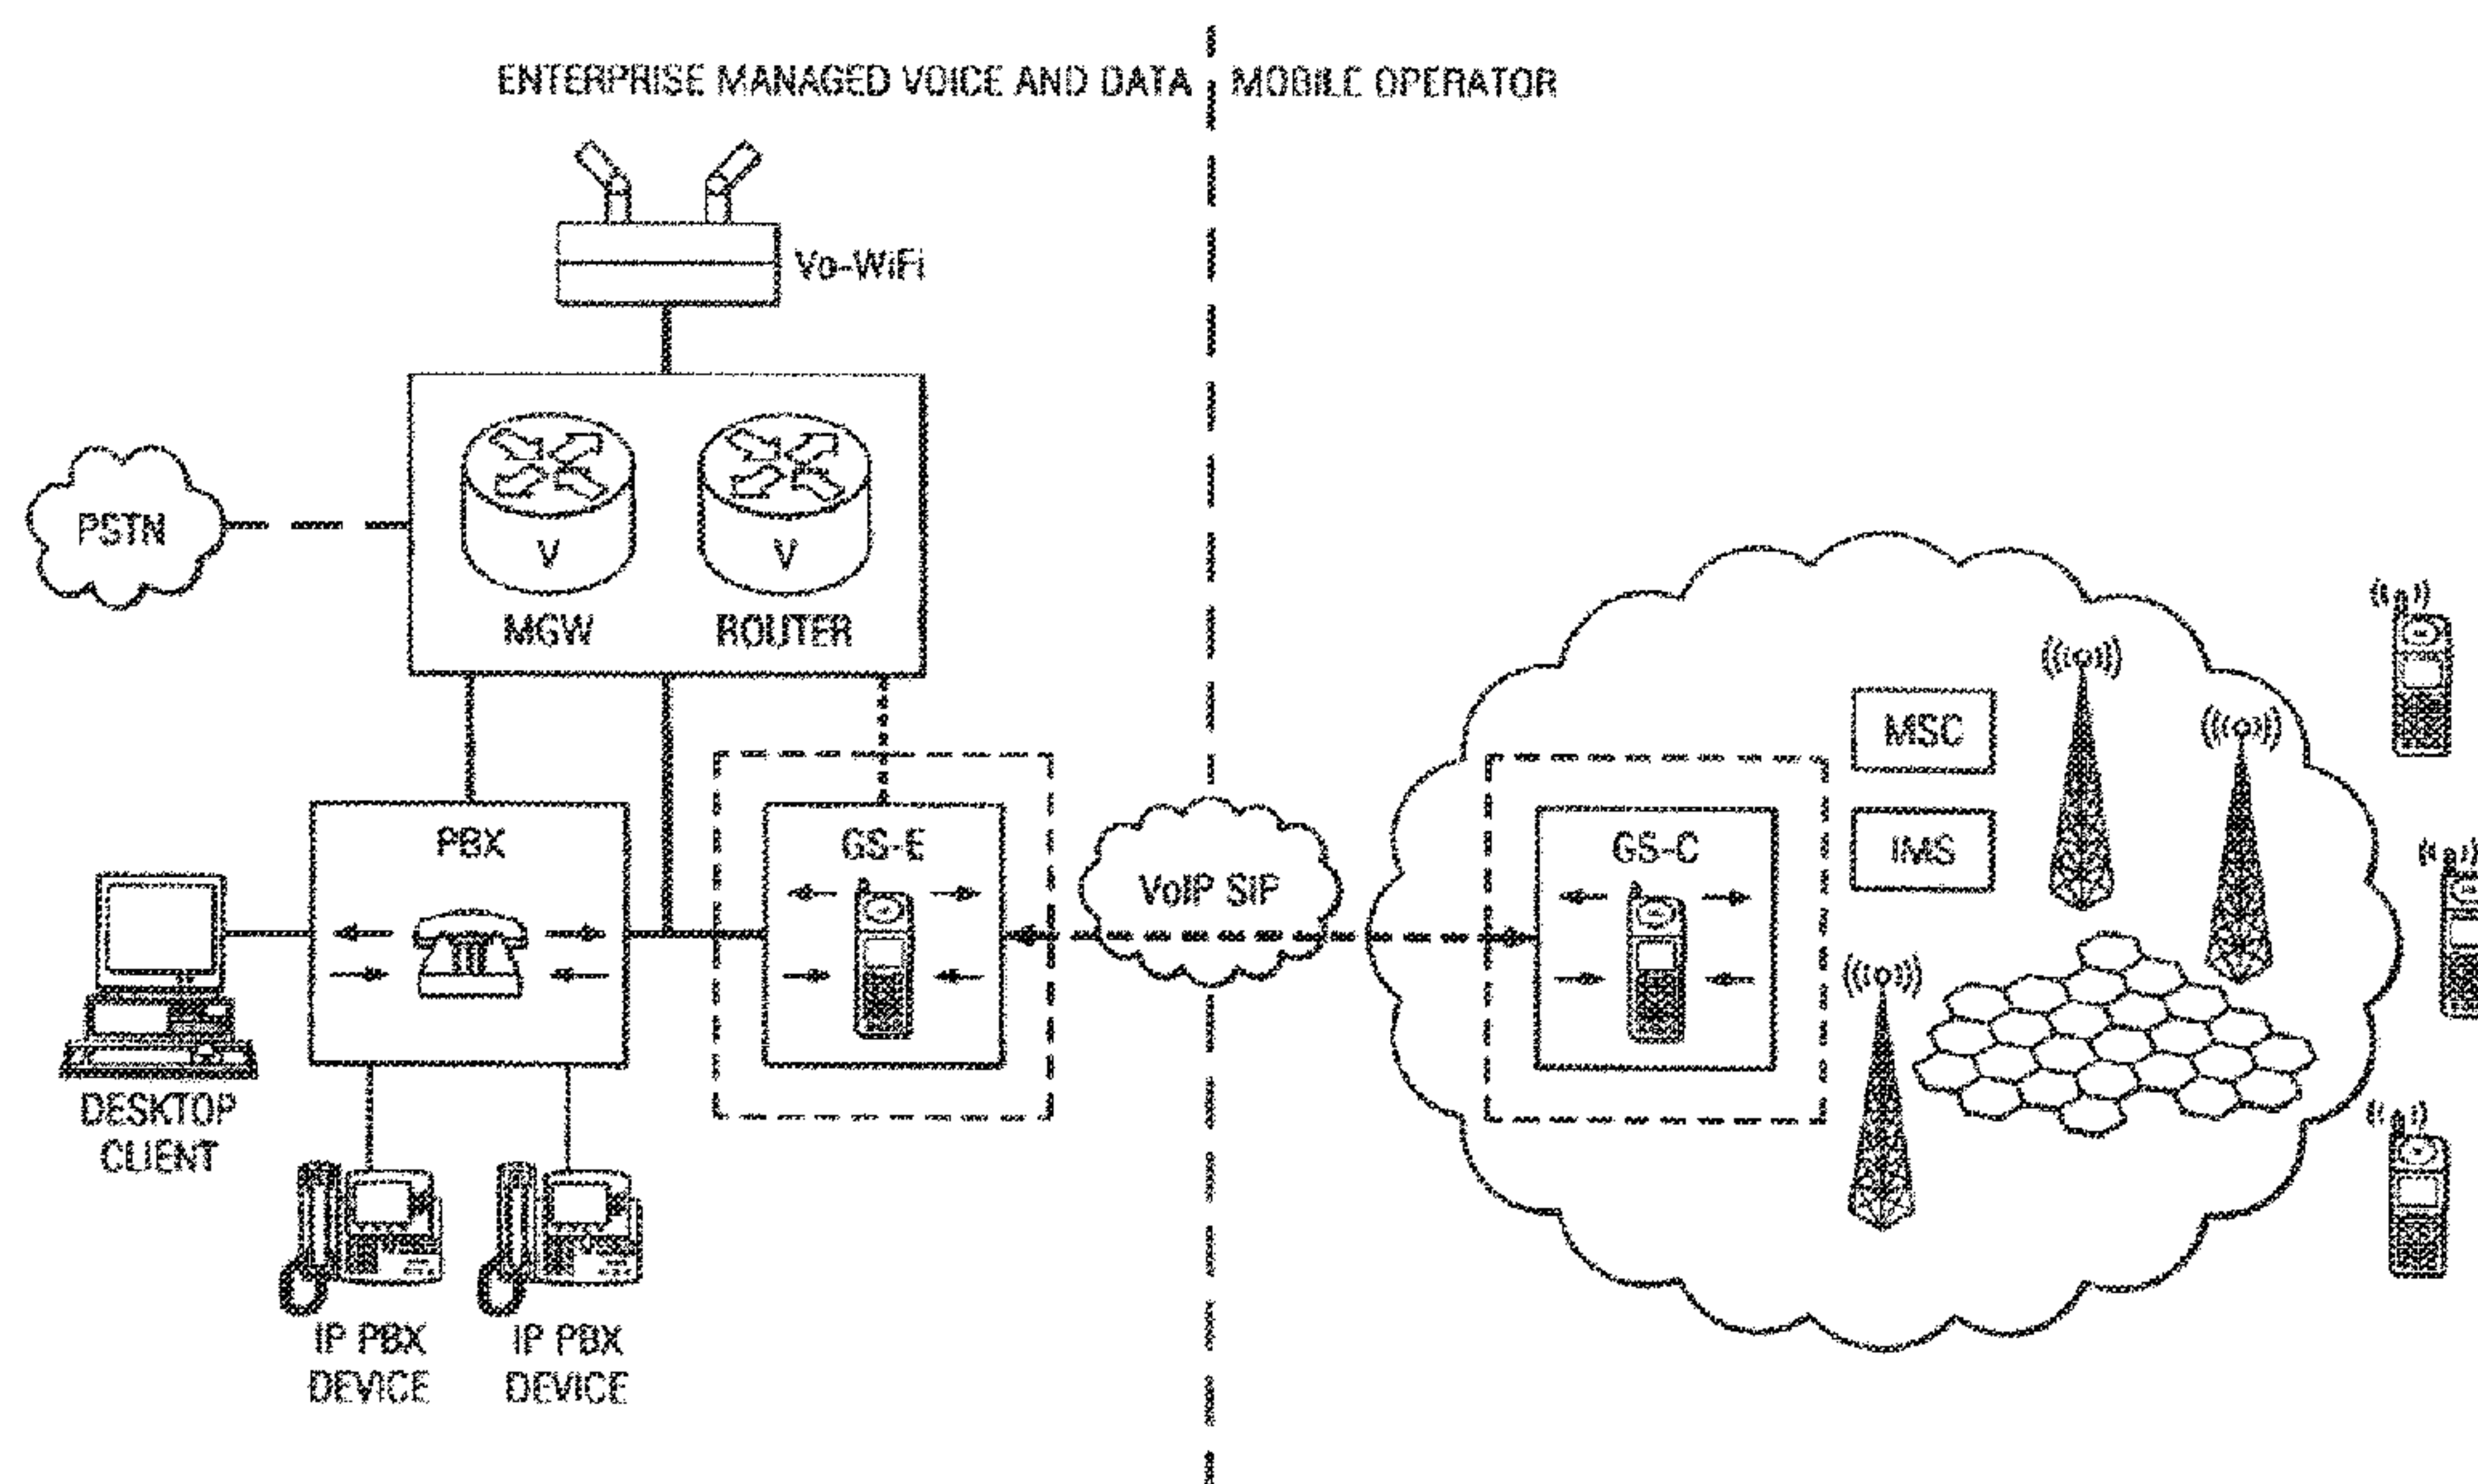 ENTERPRISE MANAGED VOICE AND DATA
MOBILE OPERATOR
Vo-WiFi
PSTN
V
V
MGW
ROUTER
MSC
PBX
GS-E
VoIP SIP
GS-C
IMS
DESKTOP
CLIENT
IP PBX
DEVICE
IP PBX
DEVICE